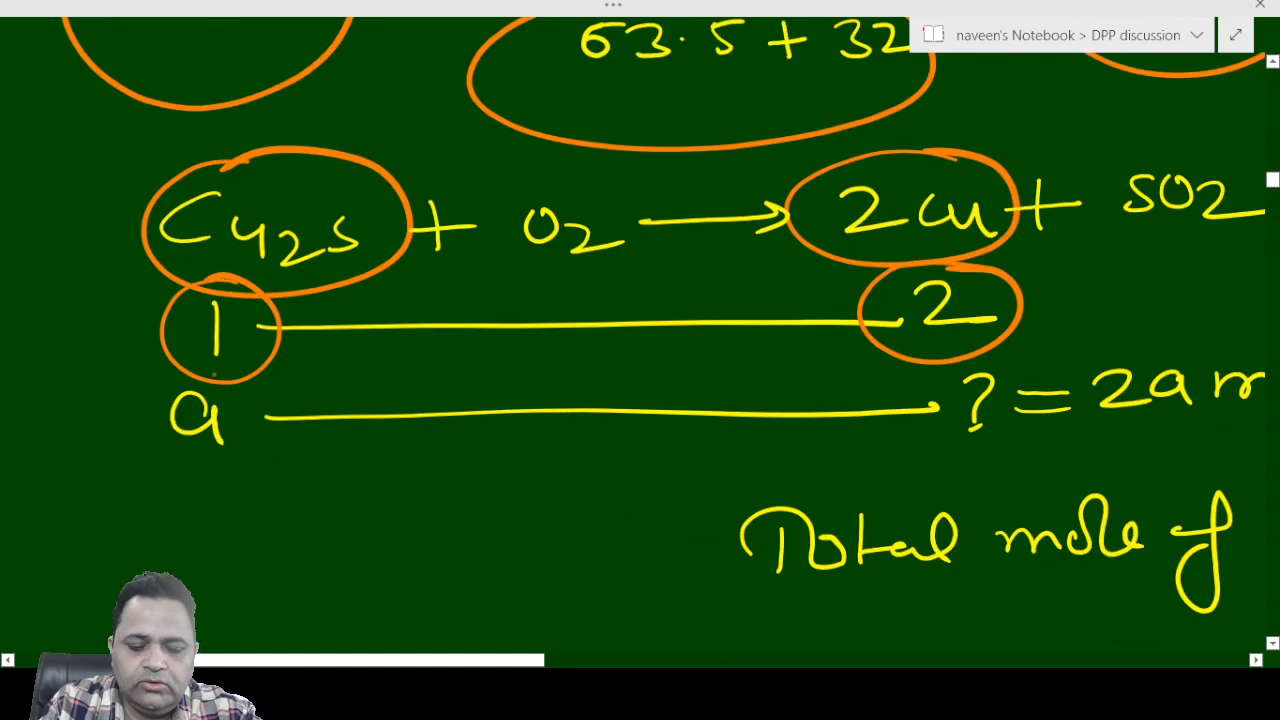 naveen's Notebook > DPP discussion
63.5 + 32
Cu2s + O2 → 2cu + SO2
1 2
a ? = 2a m
Total mole of